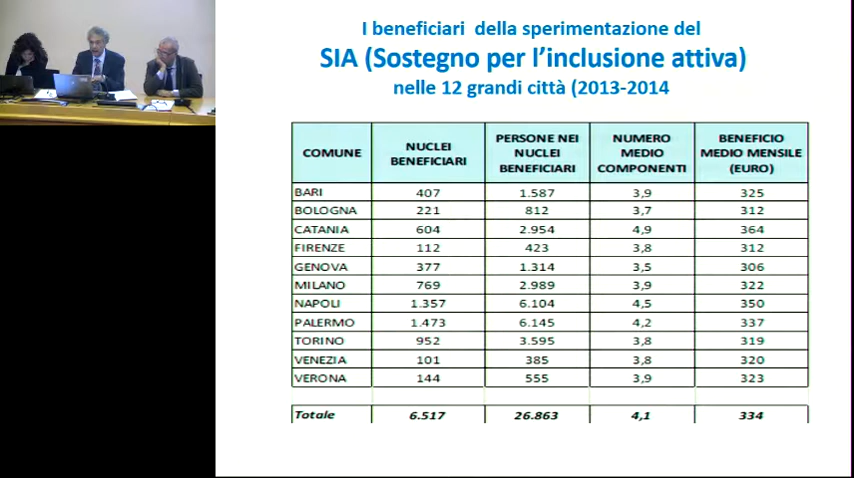 I beneficiari della sperimentazione del
SIA (Sostegno per l'inclusione attiva)
nelle 12 grandi città (2013-2014
COMUNE NUCLEI BENEFICIARI PERSONE NEI NUCLEI BENEFICIARI NUMERO MEDIO COMPONENTI BENEFICIO MEDIO MENSILE (EURO)
BARI 407 1.587 3,9 325
BOLOGNA 221 812 3,7 312
CATANIA 604 2.954 4,9 364
FIRENZE 112 423 3,8 312
GENOVA 377 1.314 3,5 306
MILANO 769 2.989 3,9 322
NAPOLI 1.357 6.104 4,5 350
PALERMO 1.473 6.145 4,2 337
TORINO 952 3.595 3,8 319
VENEZIA 101 385 3,8 320
VERONA 144 555 3,9 323
Totale 6.517 26.863 4,1 334